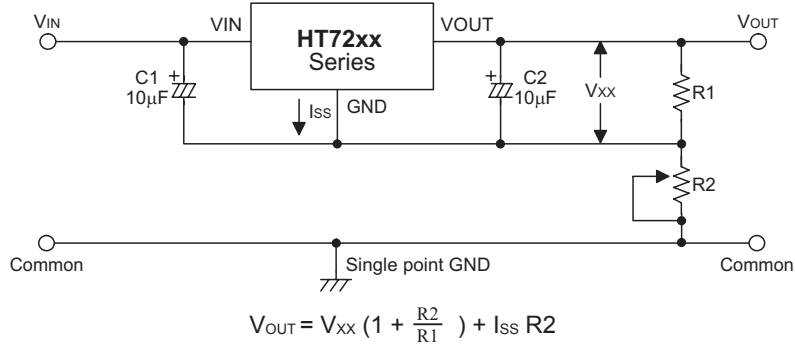 VIN
VIN
HT72xx
Series
VOUT
VOUT
C1
10μF
+
ISS
GND
+
C2
10μF
VXX
R1
R2
Common
Single point GND
Common
VOUT = VXX (1 + R2/R1 ) + ISS R2